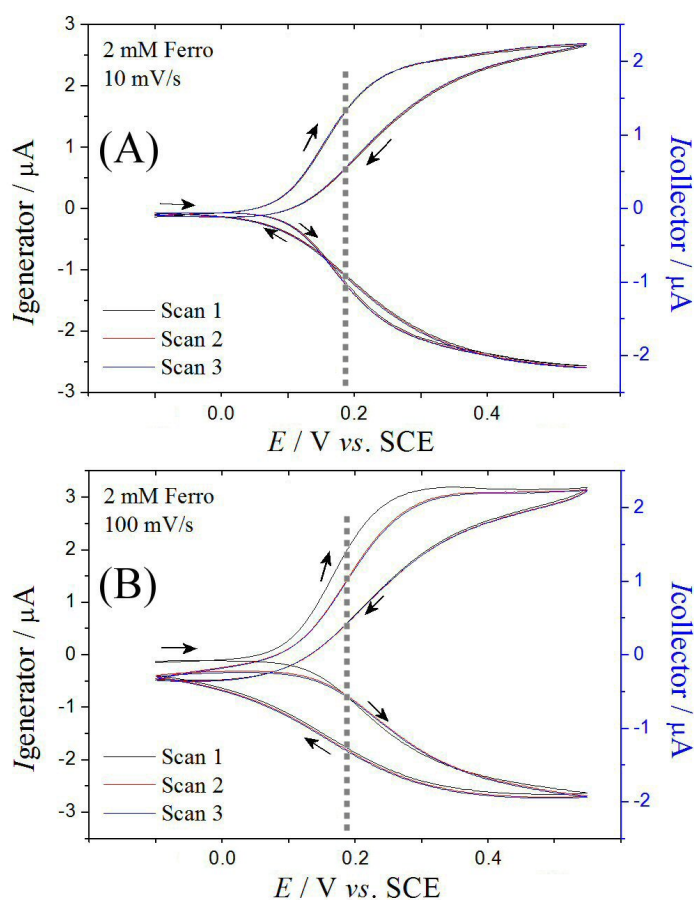 2 mM Ferro
10 mV/s
(A)
Igenerator / µA
3
2
1
0
-1
-2
-3
Icollector / µA
2
1
0
-1
-2
Scan 1
Scan 2
Scan 3
0.0 0.2 0.4
E / V vs. SCE
2 mM Ferro
100 mV/s
(B)
Igenerator / µA
3
2
1
0
-1
-2
-3
Icollector / µA
2
1
0
-1
-2
Scan 1
Scan 2
Scan 3
0.0 0.2 0.4
E / V vs. SCE